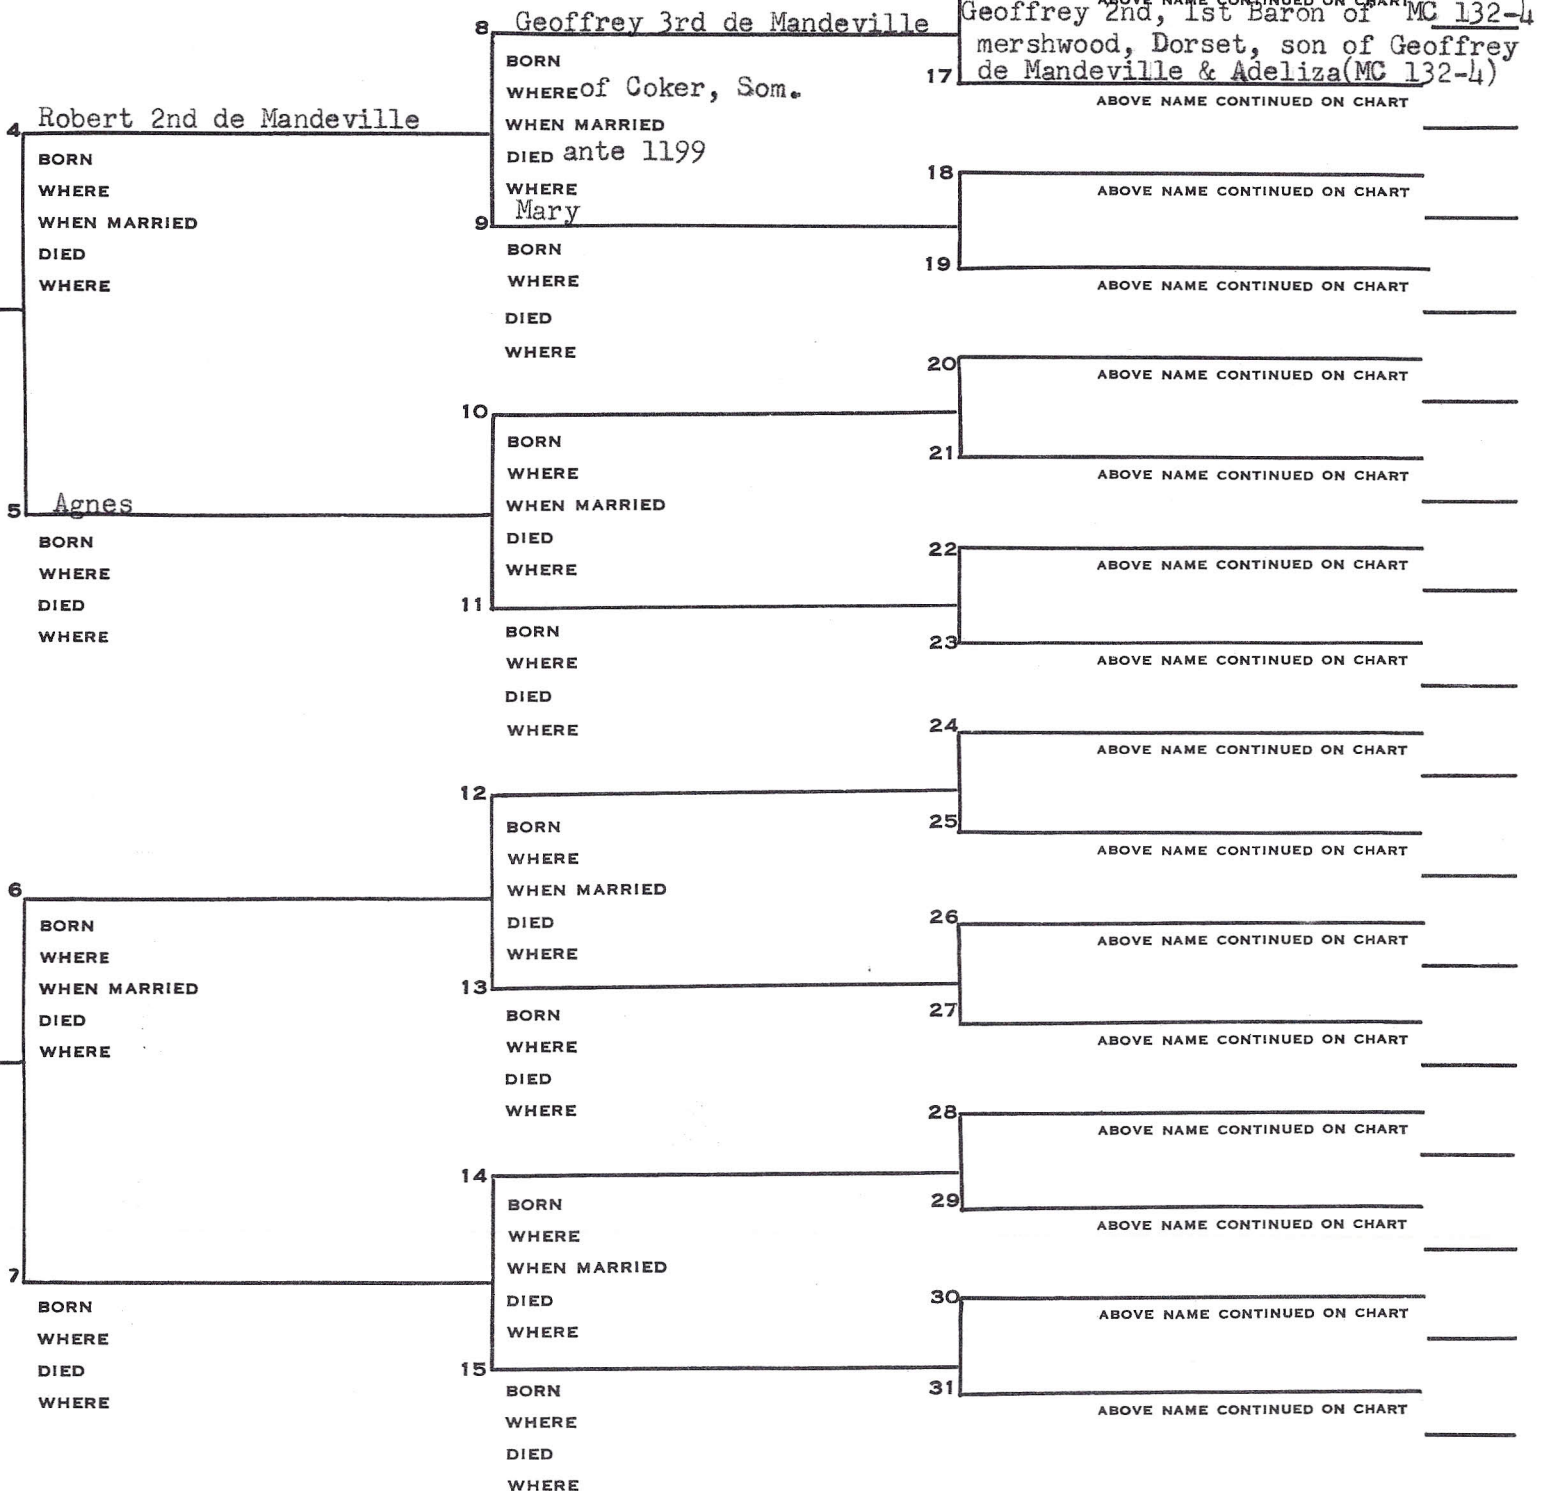 8 Geoffrey 3rd de Mandeville
BORN
WHERE of Coker, Som.
WHEN MARRIED
DIED ante 1199
WHERE
ABOVE NAME CONTINUED ON CHART
Geoffrey 2nd, 1st Baron of MC 132-4
mershwood, Dorset, son of Geoffrey
17 de Mandeville & Adeliza(MC 132-4)
ABOVE NAME CONTINUED ON CHART
4 Robert 2nd de Mandeville
BORN
WHERE
WHEN MARRIED
DIED
WHERE
9 Mary
BORN
WHERE
DIED
WHERE
18
ABOVE NAME CONTINUED ON CHART
19
ABOVE NAME CONTINUED ON CHART
5 Agnes
BORN
WHERE
DIED
WHERE
10
BORN
WHERE
WHEN MARRIED
DIED
WHERE
11
BORN
WHERE
DIED
WHERE
20
ABOVE NAME CONTINUED ON CHART
21
ABOVE NAME CONTINUED ON CHART
22
ABOVE NAME CONTINUED ON CHART
23
ABOVE NAME CONTINUED ON CHART
6
BORN
WHERE
WHEN MARRIED
DIED
WHERE
12
BORN
WHERE
WHEN MARRIED
DIED
WHERE
13
BORN
WHERE
DIED
WHERE
24
ABOVE NAME CONTINUED ON CHART
25
ABOVE NAME CONTINUED ON CHART
26
ABOVE NAME CONTINUED ON CHART
27
ABOVE NAME CONTINUED ON CHART
7
BORN
WHERE
DIED
WHERE
14
BORN
WHERE
WHEN MARRIED
DIED
WHERE
15
BORN
WHERE
DIED
WHERE
28
ABOVE NAME CONTINUED ON CHART
29
ABOVE NAME CONTINUED ON CHART
30
ABOVE NAME CONTINUED ON CHART
31
ABOVE NAME CONTINUED ON CHART